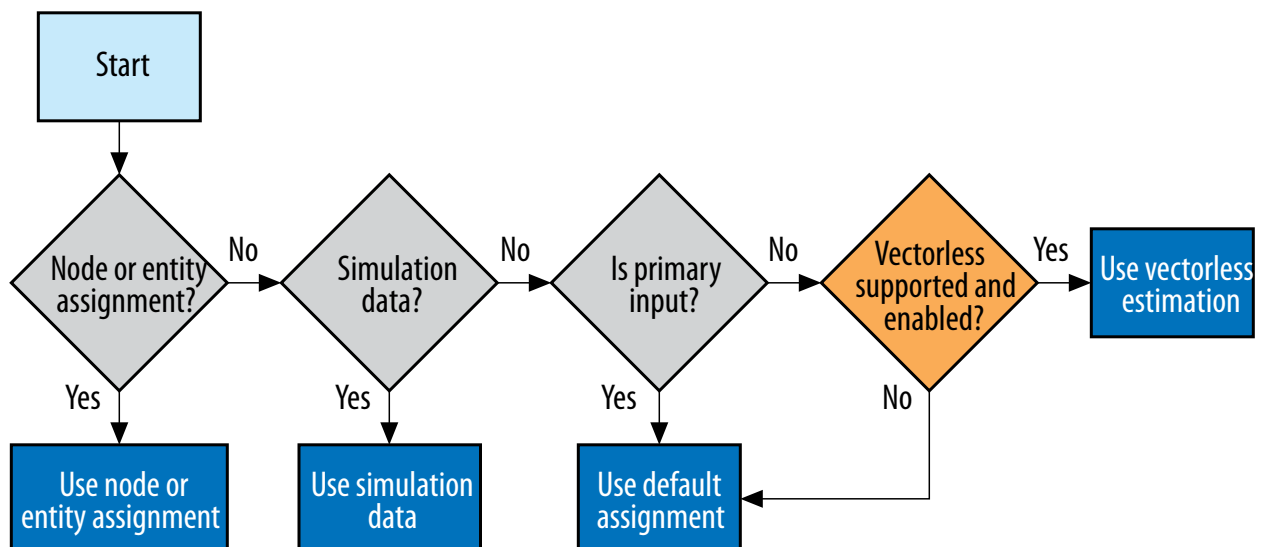 Start
Node or entity
assignment?
No
Simulation
data?
No
Is primary
input?
No
Vectorless
supported and
enabled?
Yes
Use vectorless
estimation
Yes
Yes
Yes
No
Use node or
entity assignment
Use simulation
data
Use default
assignment